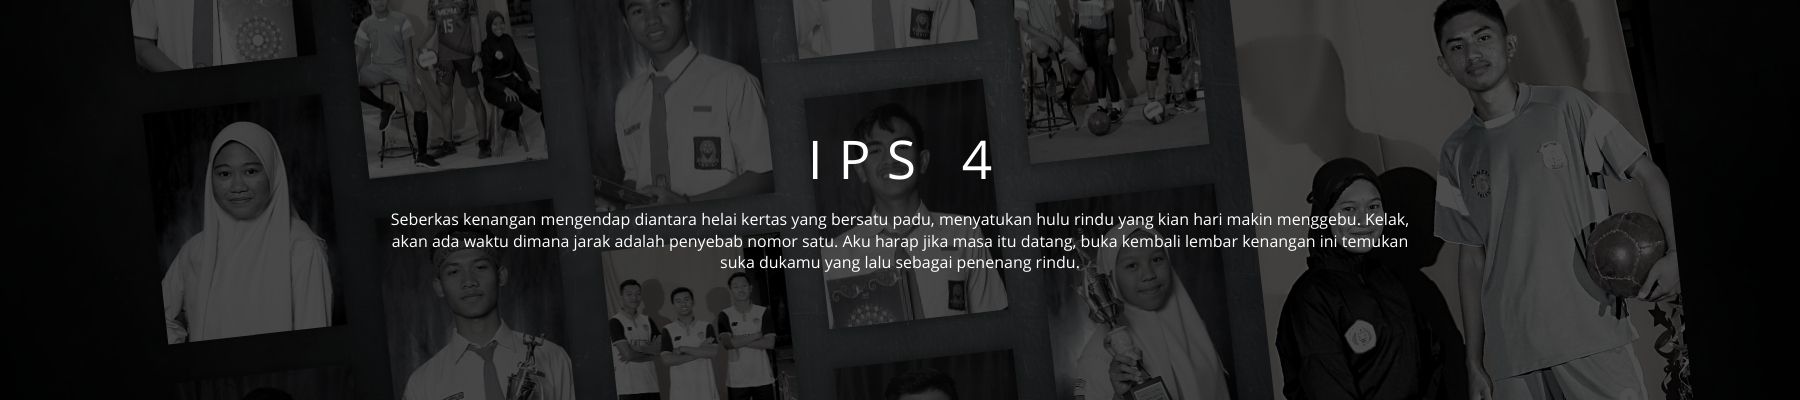 IPS 4
Seberkas kenangan mengendap diantara helai kertas yang bersatu padu, menyatukan hulu rindu yang kian hari makin menggebu. Kelak,
akan ada waktu dimana jarak adalah penyebab nomor satu. Aku harap jika masa itu datang, buka kembali lembar kenangan ini temukan
suka dukamu yang lalu sebagai penenang rindu.
15
17